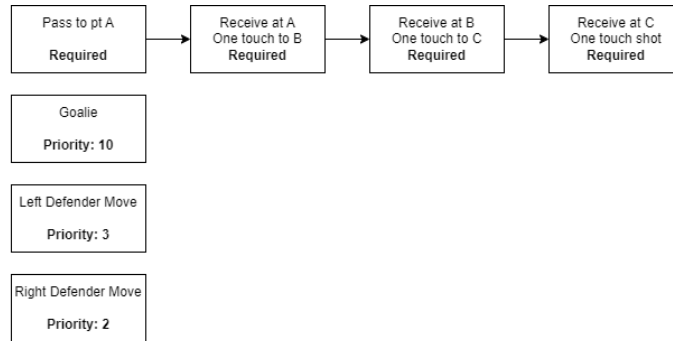 Pass to pt A
Required
Receive at A
One touch to B
Required
Receive at B
One touch to C
Required
Receive at C
One touch shot
Required
Goalie
Priority: 10
Left Defender Move
Priority: 3
Right Defender Move
Priority: 2